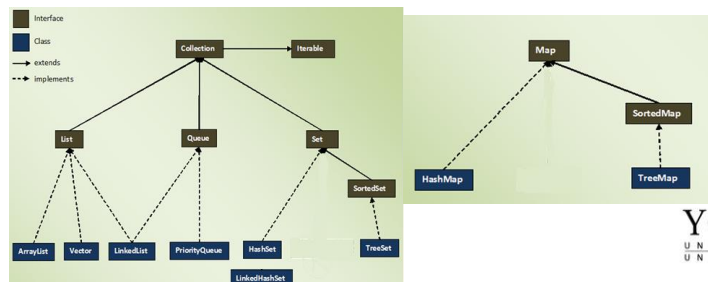 Interface
Class
extends
implements
Collection
Iterable
List
Queue
Set
SortedSet
ArrayList
Vector
LinkedList
PriorityQueue
HashSet
TreeSet
LinkedHashSet
Map
SortedMap
HashMap
TreeMap
Y
U N
U N